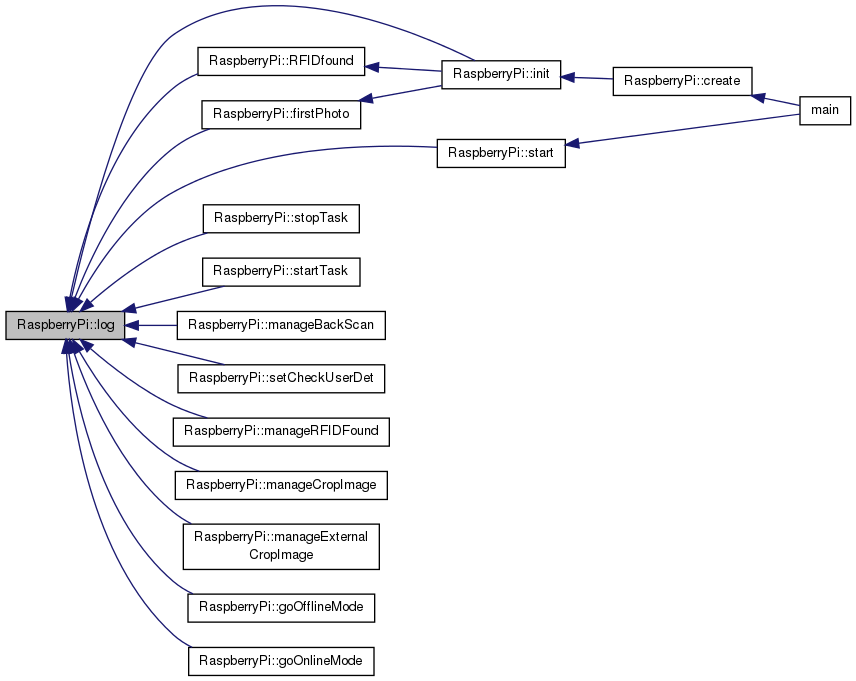 RaspberryPi::RFIDfound
RaspberryPi::init
RaspberryPi::create
main
RaspberryPi::firstPhoto
RaspberryPi::start
RaspberryPi::stopTask
RaspberryPi::startTask
RaspberryPi::log
RaspberryPi::manageBackScan
RaspberryPi::setCheckUserDet
RaspberryPi::manageRFIDFound
RaspberryPi::manageCropImage
RaspberryPi::manageExternal
CropImage
RaspberryPi::goOfflineMode
RaspberryPi::goOnlineMode